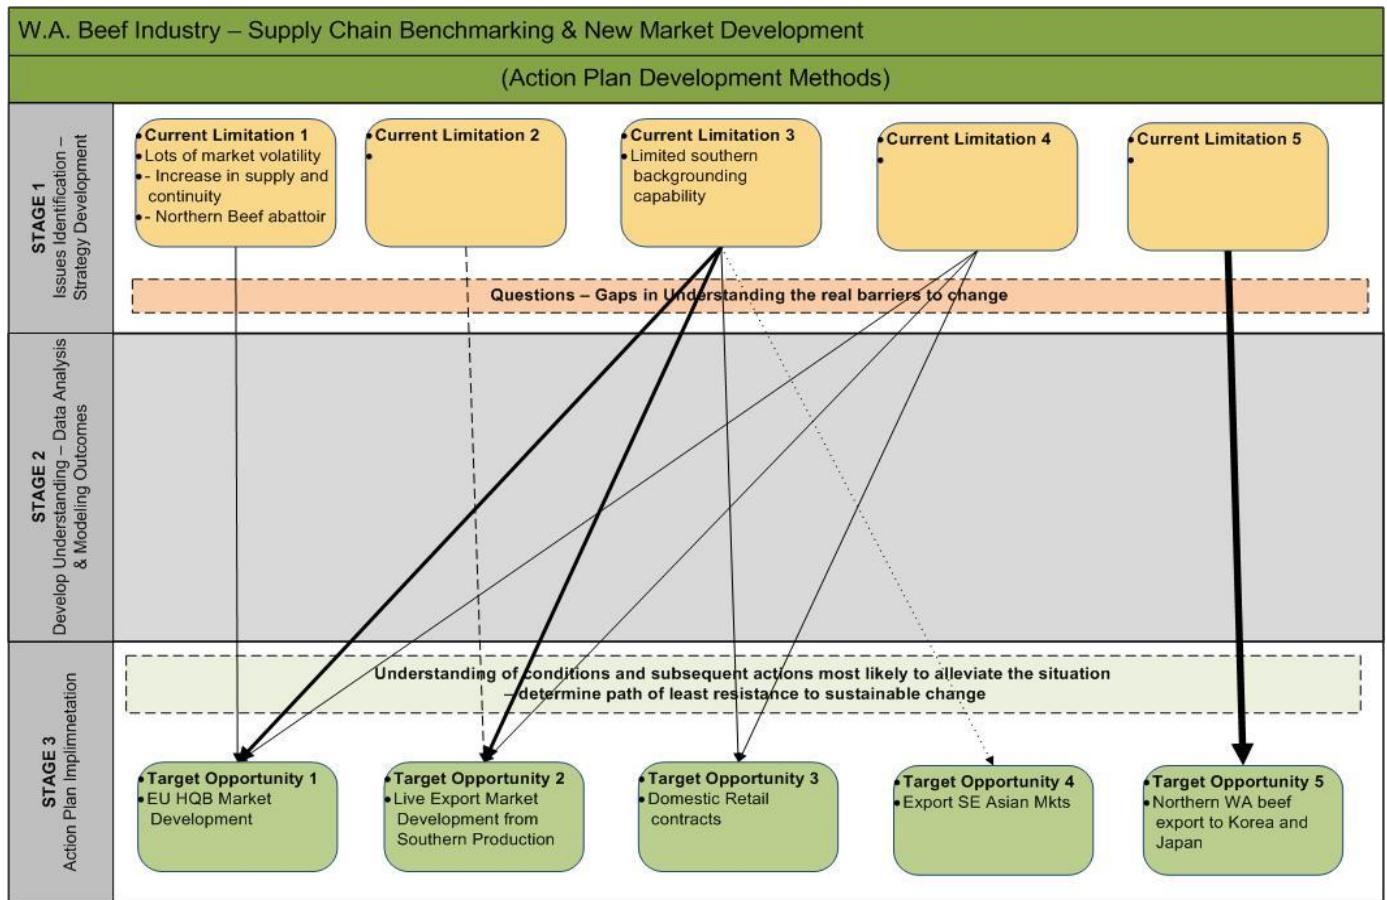 W.A. Beef Industry – Supply Chain Benchmarking & New Market Development
(Action Plan Development Methods)
STAGE 1
Issues Identification –
Strategy Development
•Current Limitation 1
•Lots of market volatility
•- Increase in supply and
continuity
•- Northern Beef abattoir
•Current Limitation 2
•
•Current Limitation 3
•Limited southern
backgrounding
capability
•Current Limitation 4
•
•Current Limitation 5
•
Questions – Gaps in Understanding the real barriers to change
STAGE 2
Develop Understanding – Data Analysis
& Modeling Outcomes
STAGE 3
Action Plan Implimnetation
Understanding of conditions and subsequent actions most likely to alleviate the situation
– determine path of least resistance to sustainable change
•Target Opportunity 1
•EU HQB Market
Development
•Target Opportunity 2
•Live Export Market
Development from
Southern Production
•Target Opportunity 3
•Domestic Retail
contracts
•Target Opportunity 4
•Export SE Asian Mkts
•Target Opportunity 5
•Northern WA beef
export to Korea and
Japan